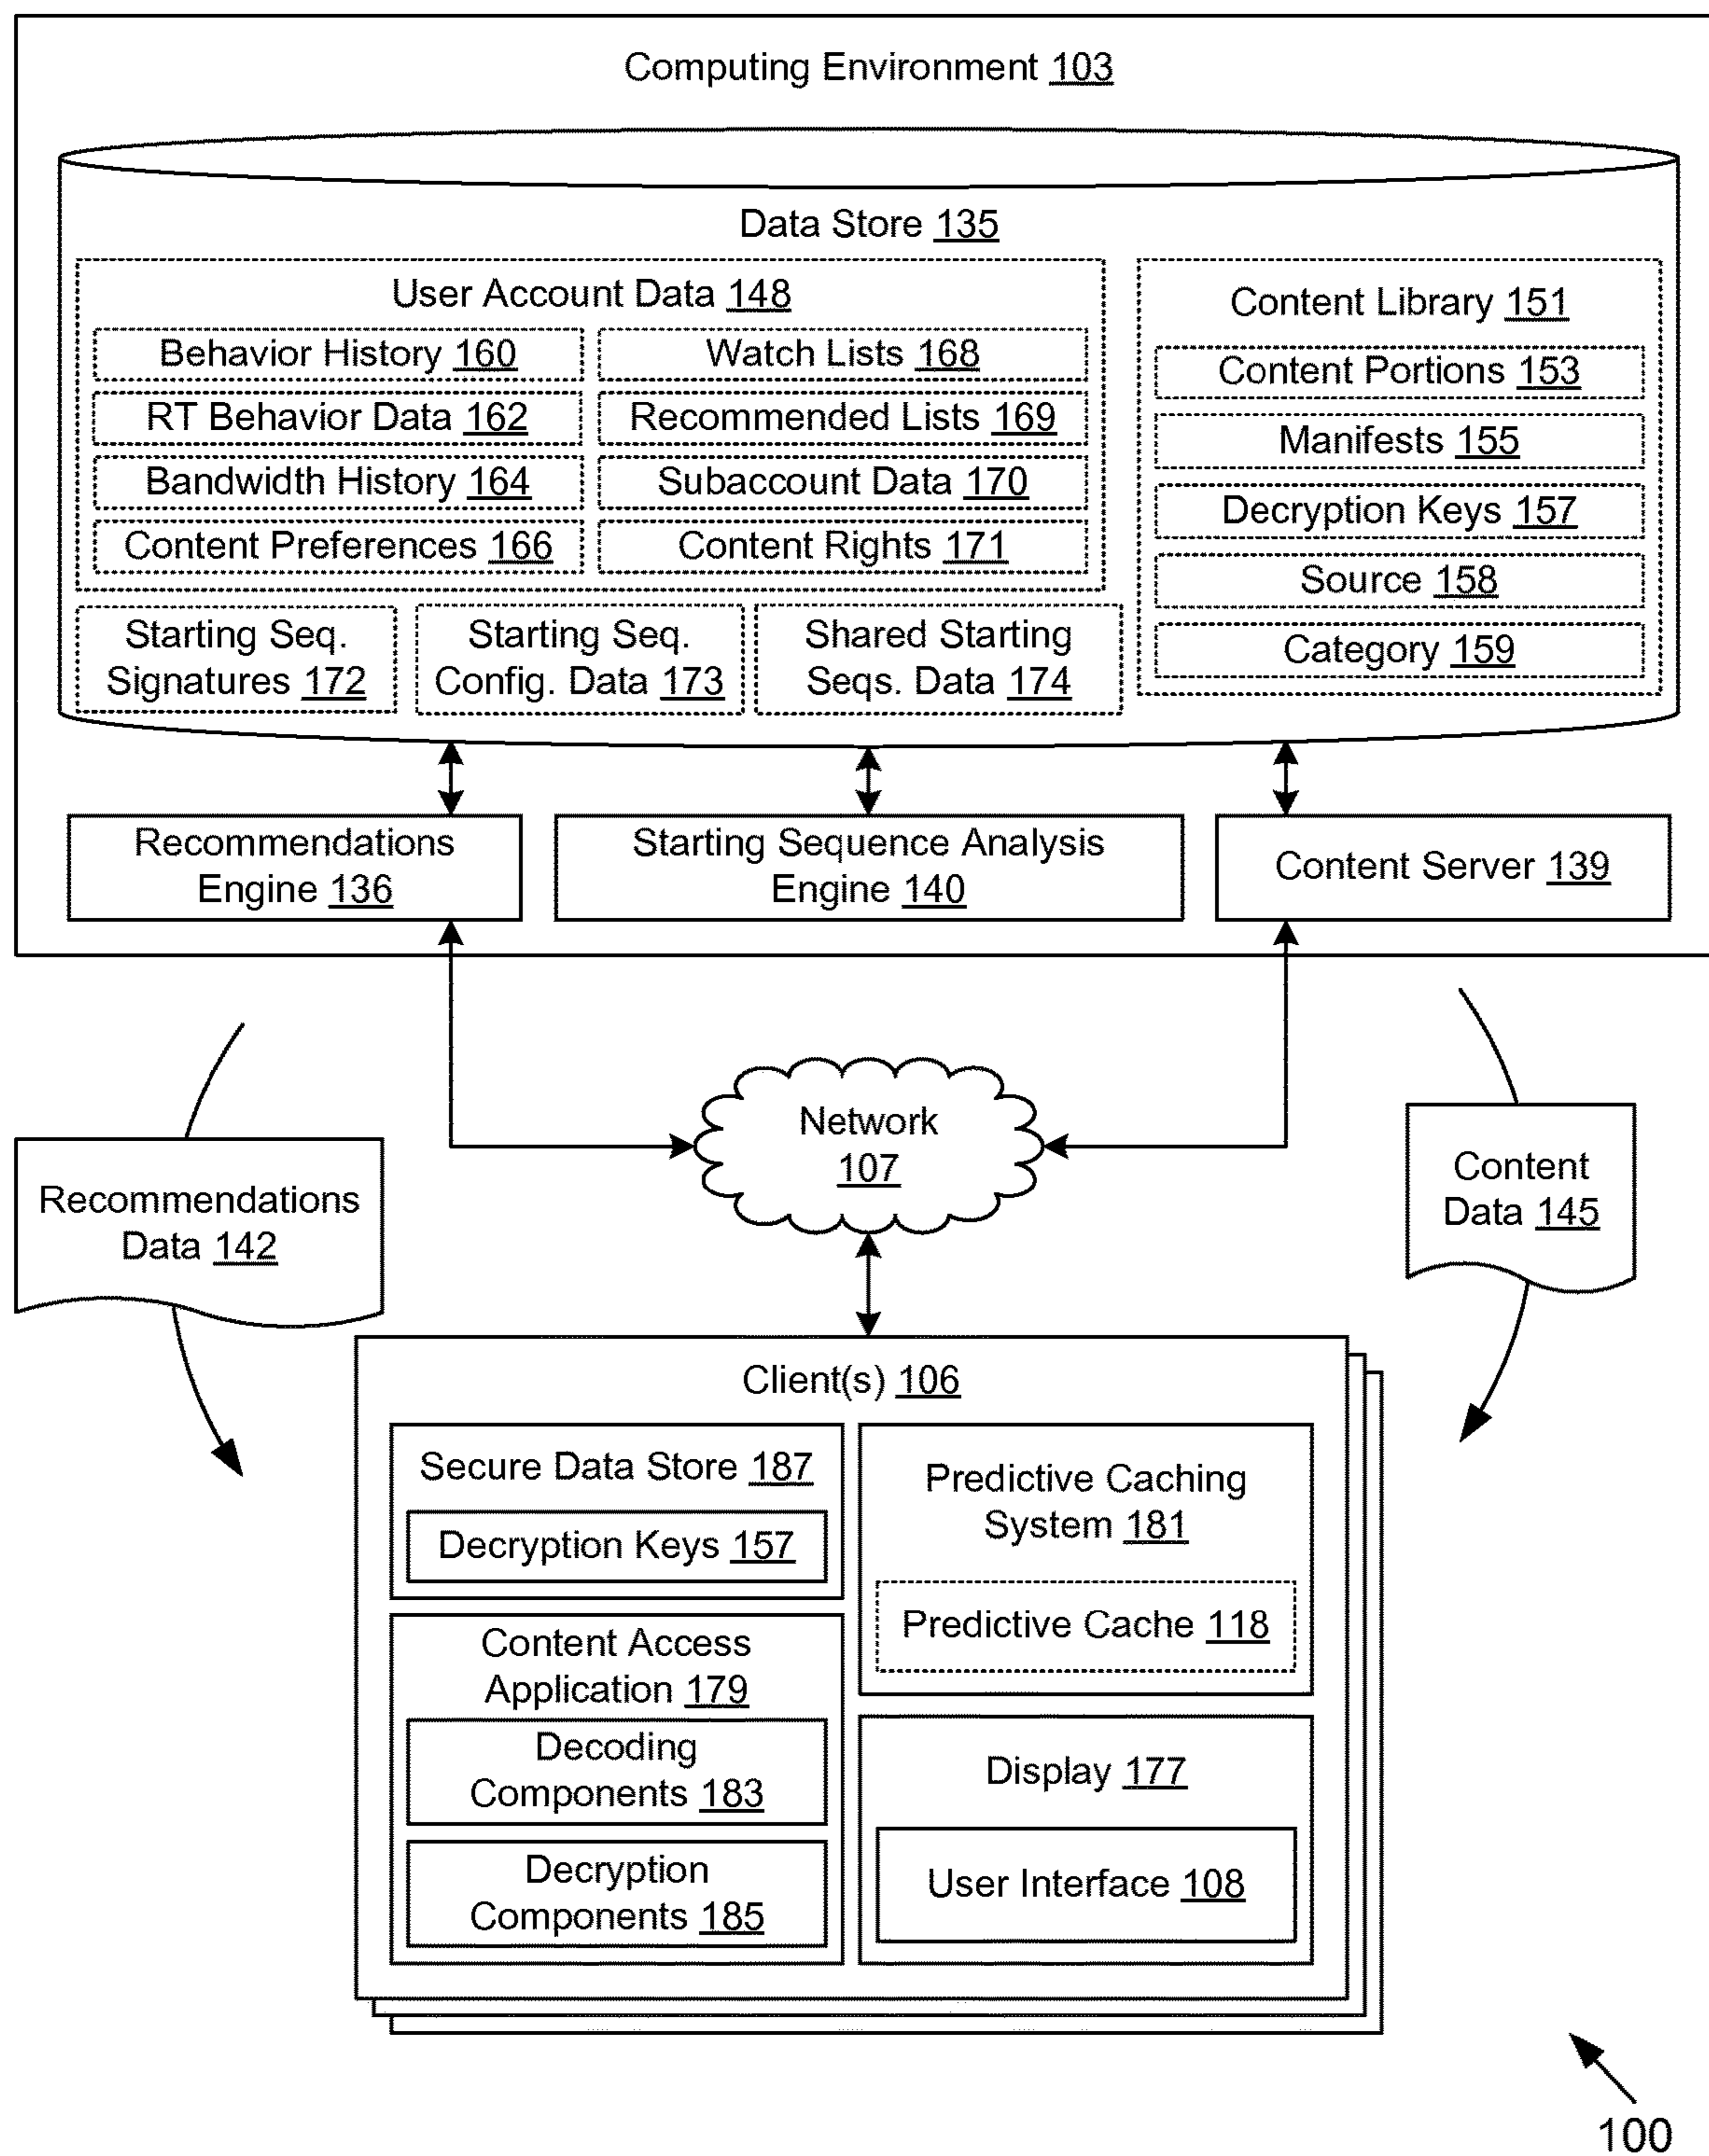 Computing Environment 103
Data Store 135
User Account Data 148
Behavior History 160
Watch Lists 168
RT Behavior Data 162
Recommended Lists 169
Bandwidth History 164
Subaccount Data 170
Content Preferences 166
Content Rights 171
Starting Seq.
Signatures 172
Starting Seq.
Config. Data 173
Shared Starting
Seqs. Data 174
Content Library 151
Content Portions 153
Manifests 155
Decryption Keys 157
Source 158
Category 159
Recommendations
Engine 136
Starting Sequence Analysis
Engine 140
Content Server 139
Network
107
Recommendations
Data 142
Content
Data 145
Client(s) 106
Secure Data Store 187
Decryption Keys 157
Content Access
Application 179
Decoding
Components 183
Decryption
Components 185
Predictive Caching
System 181
Predictive Cache 118
Display 177
User Interface 108
100